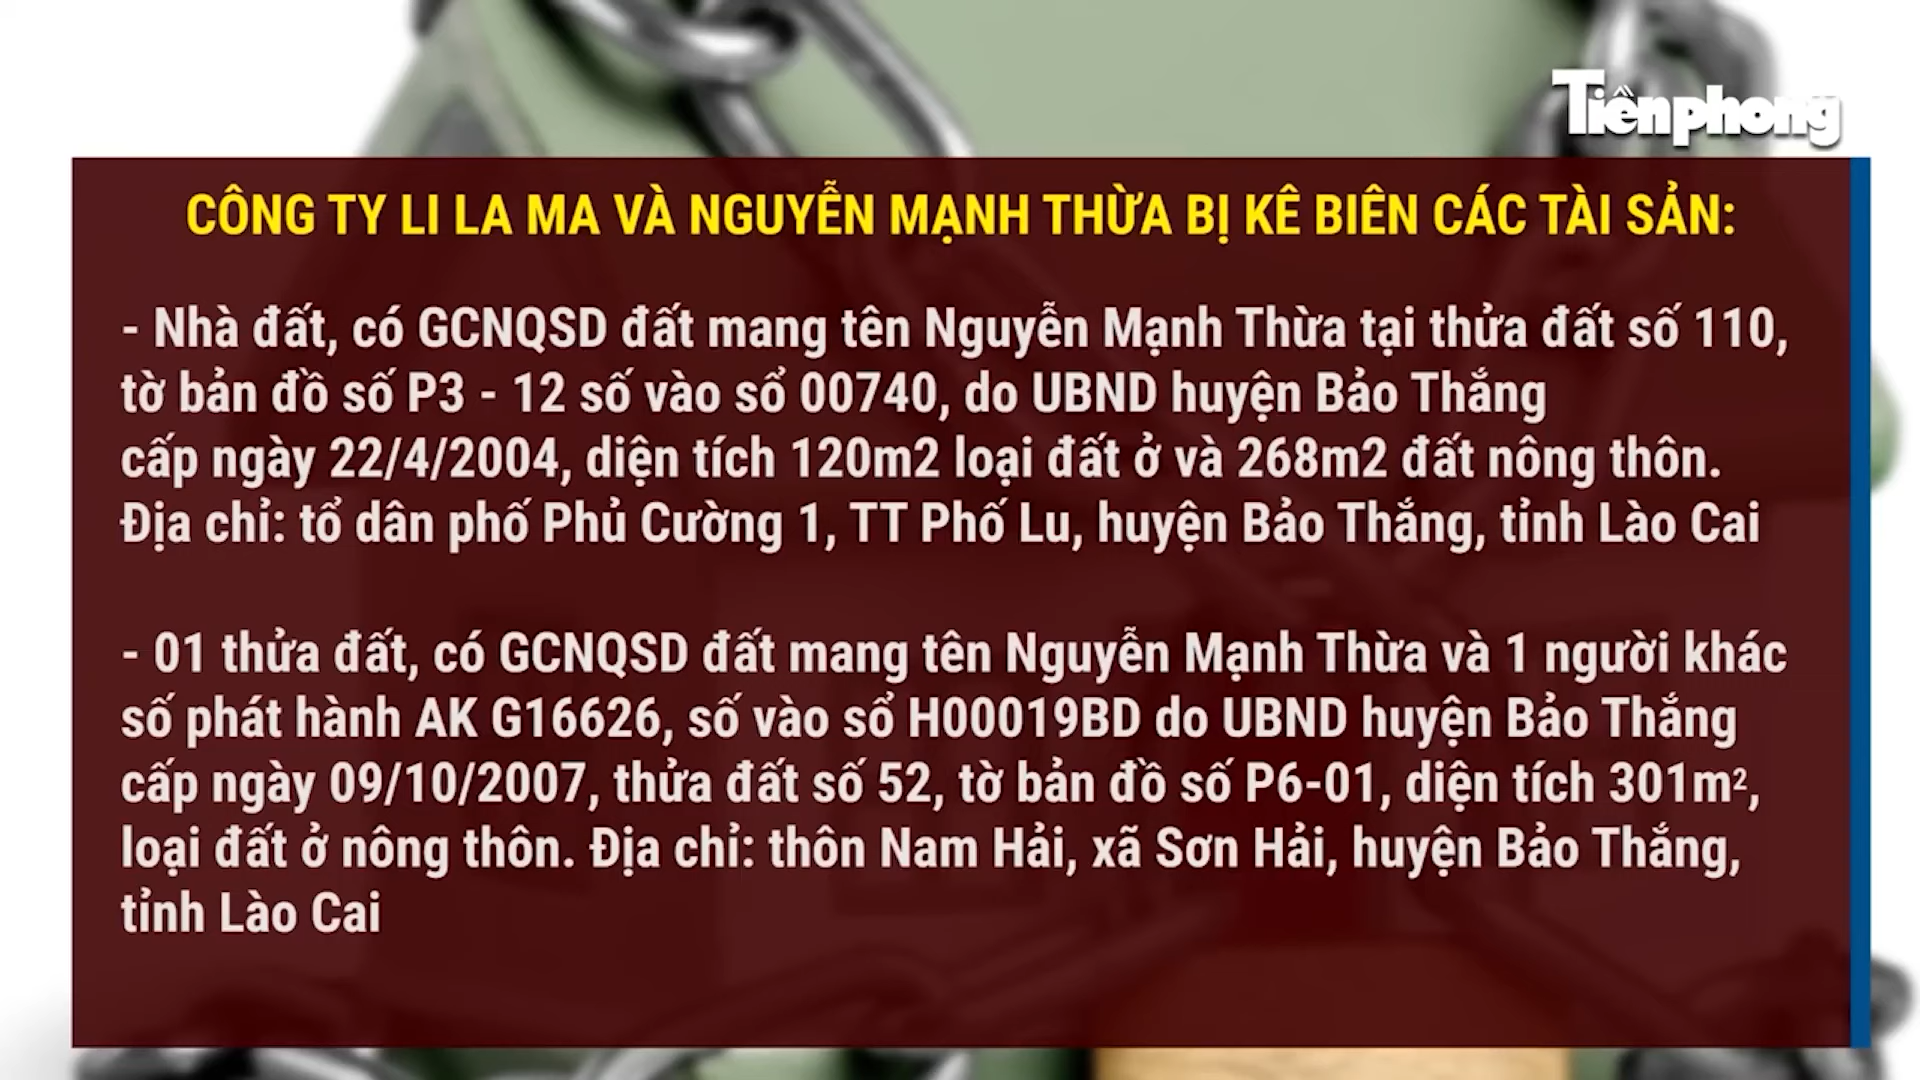 Tiềnphong
CÔNG TY LI LA MA VÀ NGUYỄN MẠNH THỪA BỊ KÊ BIÊN CÁC TÀI SẢN:
- Nhà đất, có GCNQSD đất mang tên Nguyễn Mạnh Thừa tại thửa đất số 110,
tờ bản đồ số P3 - 12 số vào sổ 00740, do UBND huyện Bảo Thắng
cấp ngày 22/4/2004, diện tích 120m2 loại đất ở và 268m2 đất nông thôn.
Địa chỉ: tổ dân phố Phủ Cường 1, TT Phố Lu, huyện Bảo Thắng, tỉnh Lào Cai
- 01 thửa đất, có GCNQSD đất mang tên Nguyễn Mạnh Thừa và 1 người khác
số phát hành AK G16626, số vào sổ H00019BD do UBND huyện Bảo Thắng
cấp ngày 09/10/2007, thửa đất số 52, tờ bản đồ số P6-01, diện tích 301m²,
loại đất ở nông thôn. Địa chỉ: thôn Nam Hải, xã Sơn Hải, huyện Bảo Thắng,
tỉnh Lào Cai